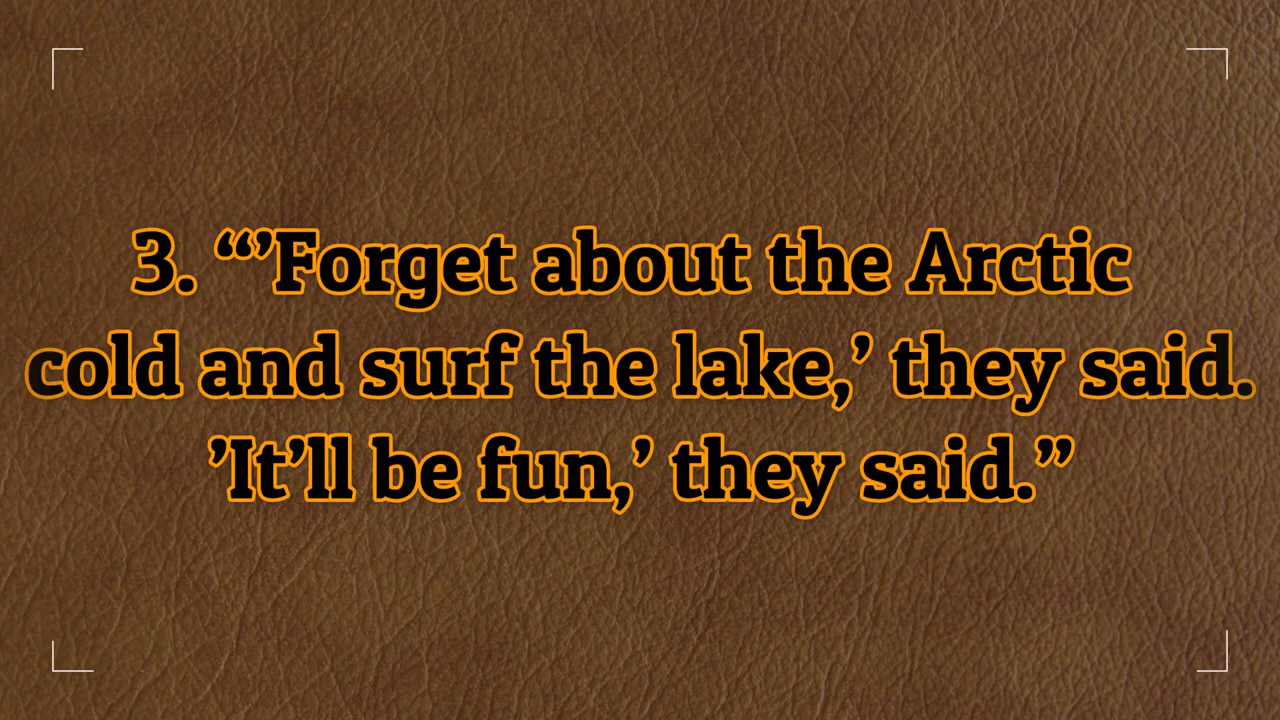 3. “’Forget about the Arctic
cold and surf the lake,’ they said.
’It’ll be fun,’ they said.”